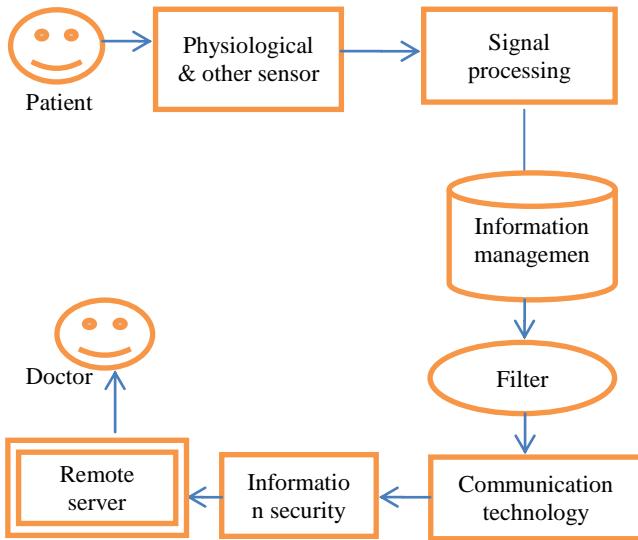 Patient
Physiological
& other sensor
Signal
processing
Information
managemen
Filter
Communication
technology
Informatio
n security
Remote
server
Doctor